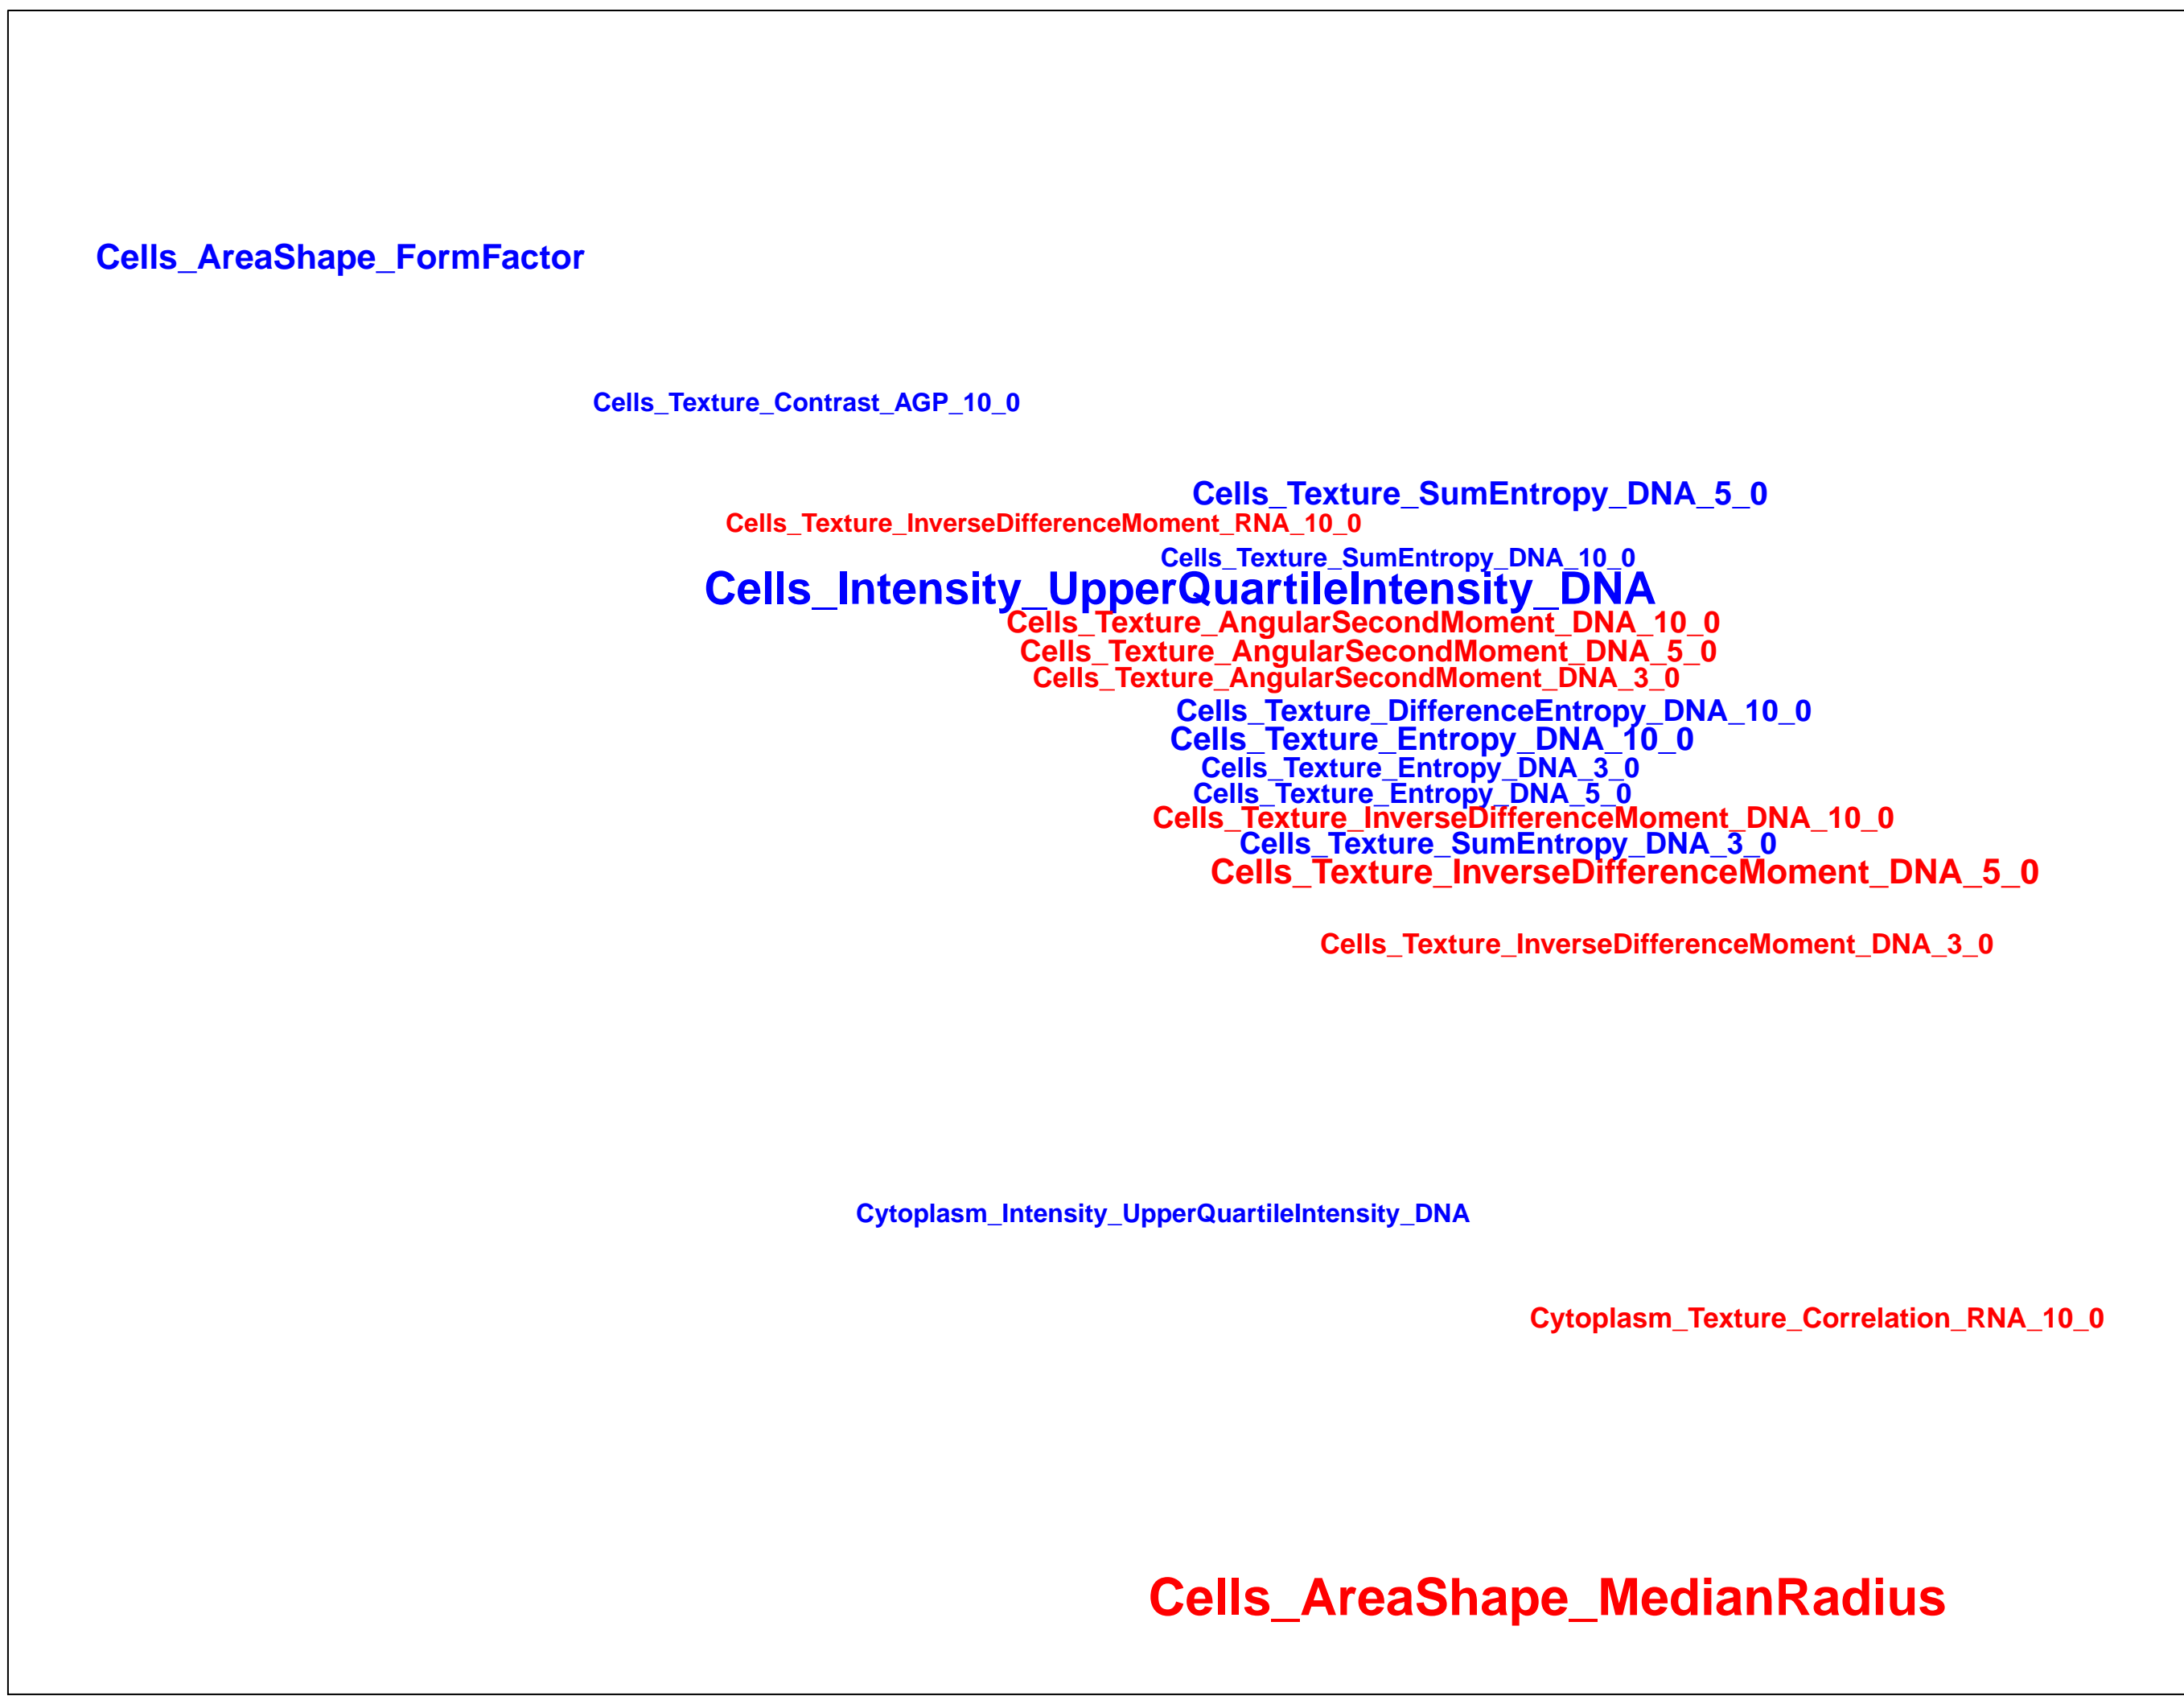 Cells_AreaShape_FormFactor
Cells_Texture_Contrast_AGP_10_0
Cells_Texture_SumEntropy_DNA_5_0
Cells_Texture_InverseDifferenceMoment_RNA_10_0
Cells_Texture_SumEntropy_DNA_10_0
Cells_Intensity_UpperQuartileIntensity_DNA
Cells_Texture_AngularSecondMoment_DNA_10_0
Cells_Texture_AngularSecondMoment_DNA_5_0
Cells_Texture_AngularSecondMoment_DNA_3_0
Cells_Texture_DifferenceEntropy_DNA_10_0
Cells_Texture_Entropy_DNA_10_0
Cells_Texture_Entropy_DNA_3_0
Cells_Texture_Entropy_DNA_5_0
Cells_Texture_InverseDifferenceMoment_DNA_10_0
Cells_Texture_SumEntropy_DNA_3_0
Cells_Texture_InverseDifferenceMoment_DNA_5_0
Cells_Texture_InverseDifferenceMoment_DNA_3_0
Cytoplasm_Intensity_UpperQuartileIntensity_DNA
Cytoplasm_Texture_Correlation_RNA_10_0
Cells_AreaShape_MedianRadius